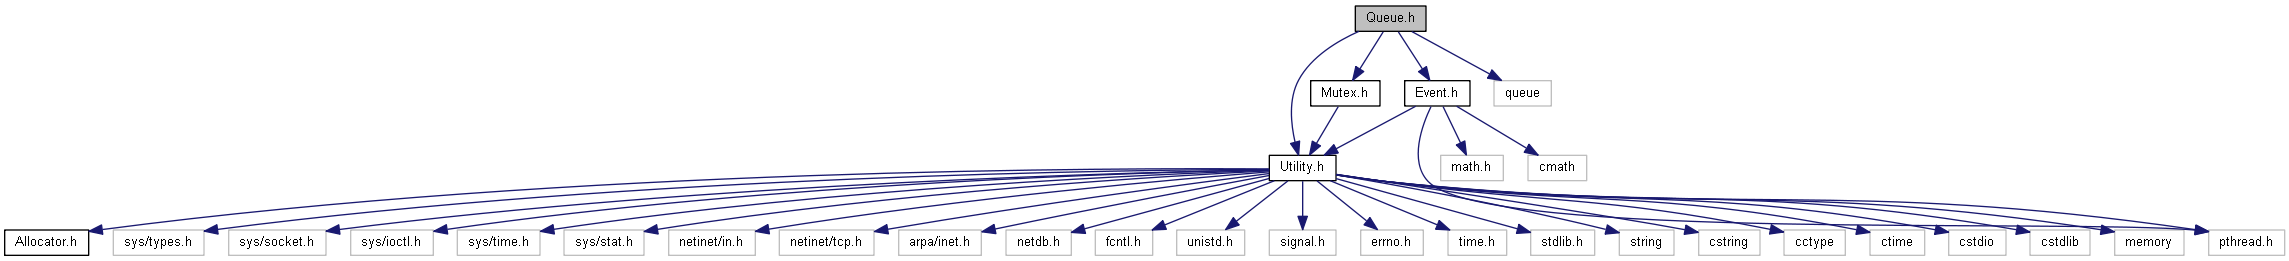 Queue.h
Mutex.h
Event.h
queue
Utility.h
math.h
cmath
Allocator.h
sys/types.h
sys/socket.h
sys/ioctl.h
sys/time.h
sys/stat.h
netinet/in.h
netinet/tcp.h
arpa/inet.h
netdb.h
fcntl.h
unistd.h
signal.h
errno.h
time.h
stdlib.h
string
cstring
cctype
ctime
cstdio
cstdlib
memory
pthread.h